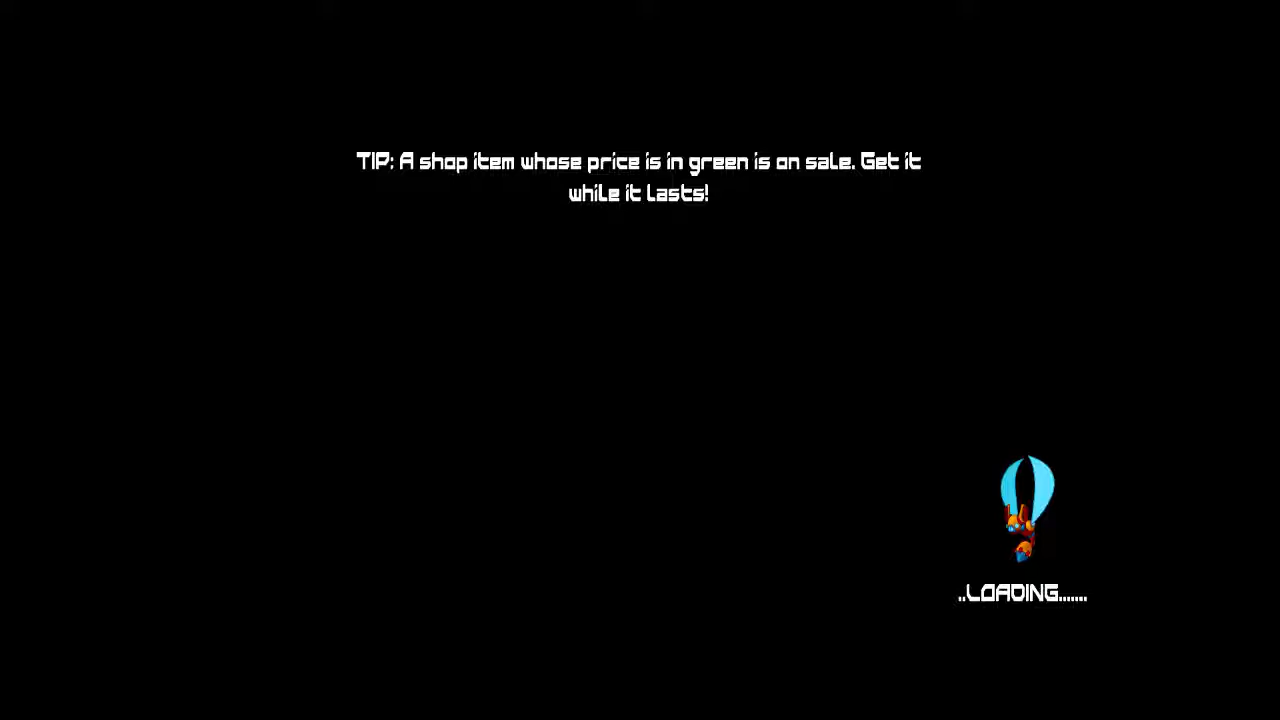 TIP: A shop item whose price is in green is on sale. Get it
while it lasts!
..LOADING.......